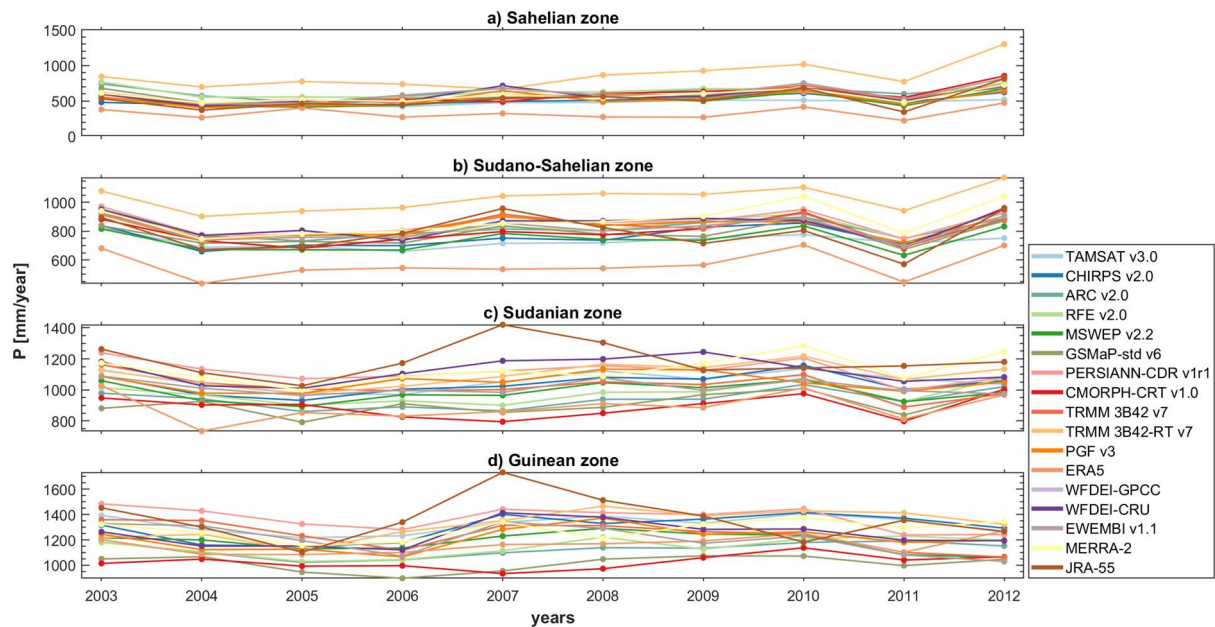 a) Sahelian zone
1500
1000
500
0
b) Sudano-Sahelian zone
1000
800
600
c) Sudanian zone
1400
1200
1000
800
d) Guinean zone
1600
1400
1200
1000
2003 2004 2005 2006 2007 2008 2009 2010 2011 2012
years
P [mm/year]
TAMSAT v3.0
CHIRPS v2.0
ARC v2.0
RFE v2.0
MSWEP v2.2
GSMaP-std v6
PERSIANN-CDR v1r1
CMORPH-CRT v1.0
TRMM 3B42 v7
TRMM 3B42-RT v7
PGF v3
ERA5
WFDEI-GPCC
WFDEI-CRU
EWEMBI v1.1
MERRA-2
JRA-55